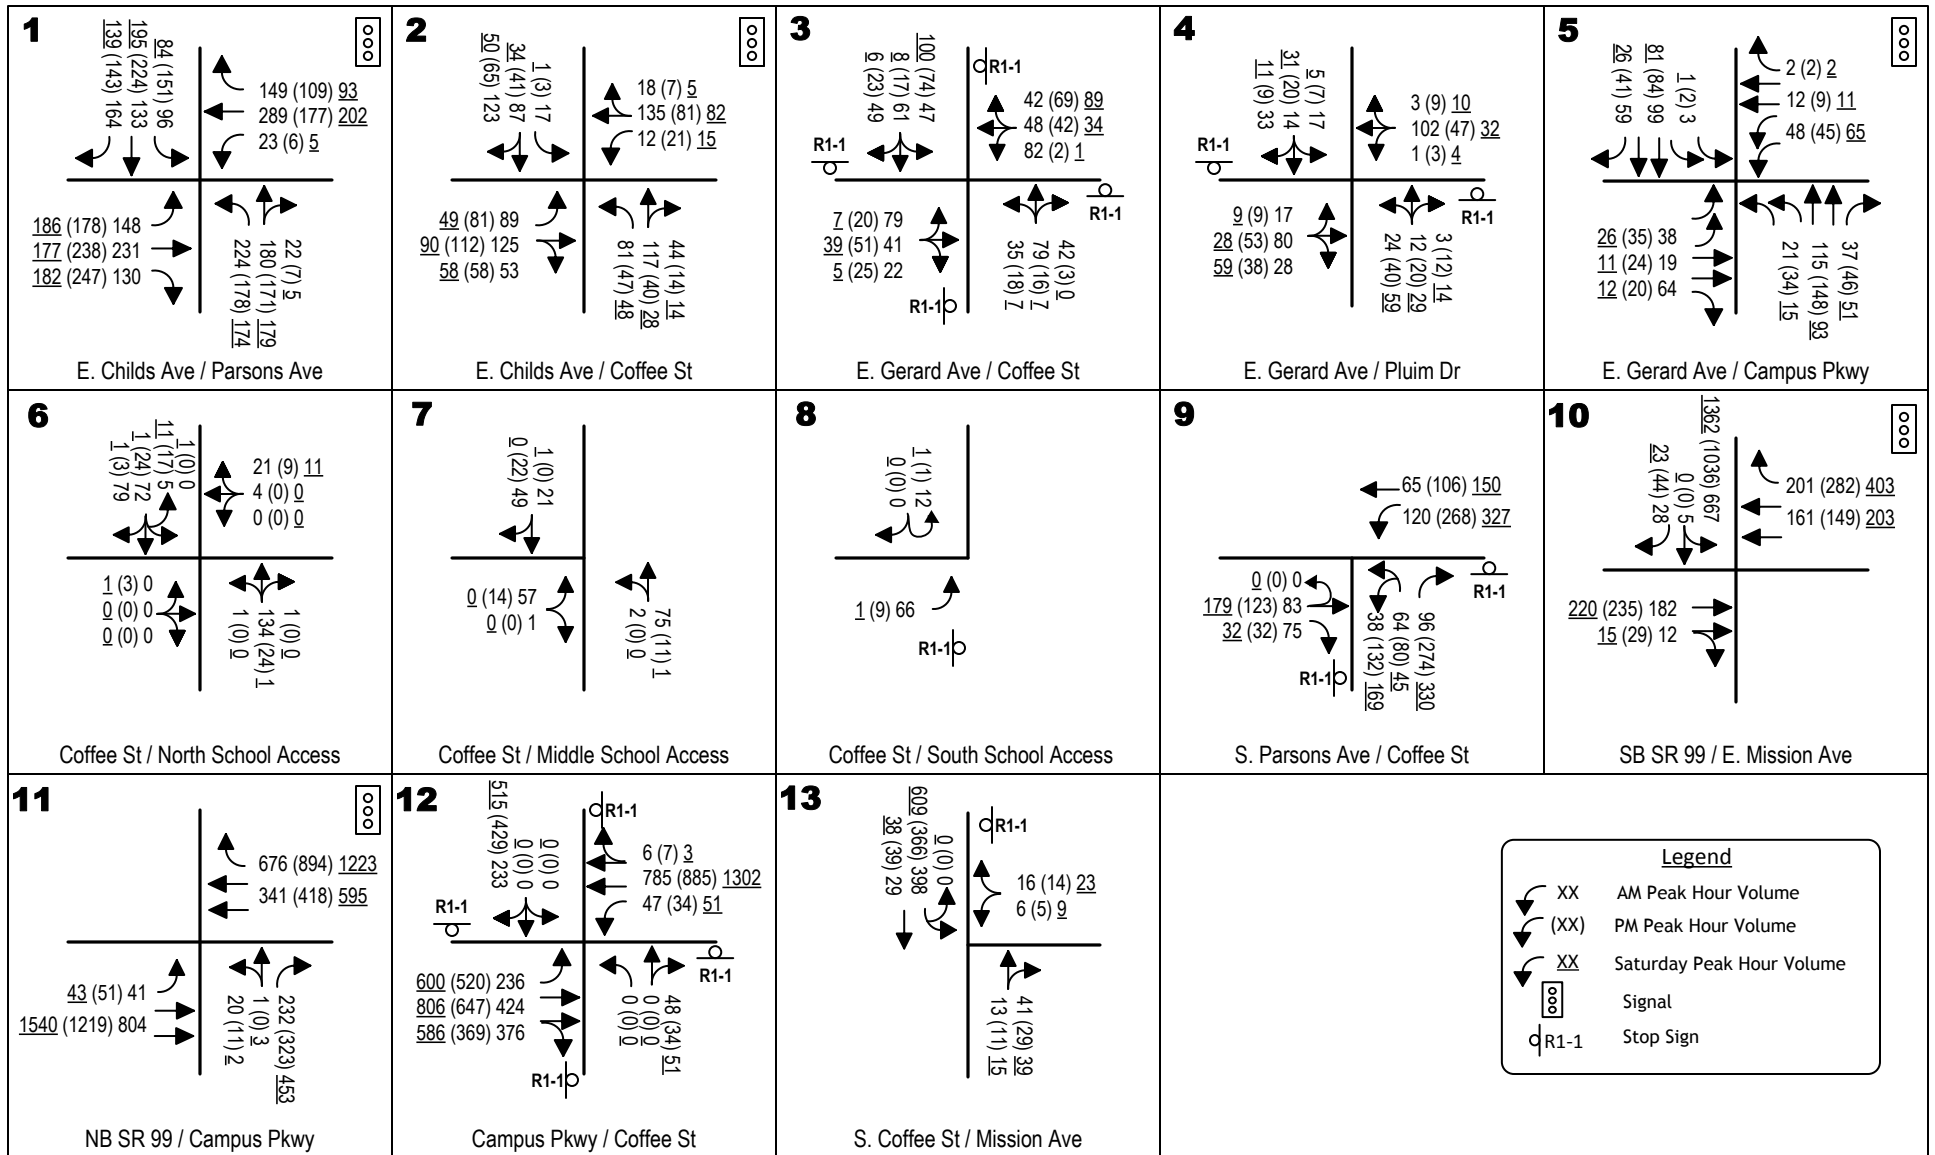 1
139 (143) 164
195 (224) 133
84 (151) 96
149 (109) 93
289 (177) 202
23 (6) 5
186 (178) 148
177 (238) 231
182 (247) 130
224 (178) 174
180 (171) 179
22 (7) 5
E. Childs Ave / Parsons Ave
2
50 (65) 123
34 (41) 87
1 (3) 17
18 (7) 5
135 (81) 82
12 (21) 15
49 (81) 89
90 (112) 125
58 (58) 53
81 (47) 48
117 (40) 28
44 (14) 14
E. Childs Ave / Coffee St
3
6 (23) 49
8 (17) 61
100 (74) 47
R1-1
42 (69) 89
48 (42) 34
82 (2) 1
R1-1
R1-1
7 (20) 79
39 (51) 41
5 (25) 22
R1-1
35 (18) 7
79 (16) 7
42 (3) 0
E. Gerard Ave / Coffee St
4
11 (9) 33
31 (20) 14
5 (7) 17
3 (9) 10
102 (47) 32
1 (3) 4
R1-1
R1-1
9 (9) 17
28 (53) 80
59 (38) 28
24 (40) 59
12 (20) 29
3 (12) 14
E. Gerard Ave / Pluim Dr
5
26 (41) 59
81 (84) 99
1 (2) 3
2 (2) 2
12 (9) 11
48 (45) 65
26 (35) 38
11 (24) 19
12 (20) 64
21 (34) 15
115 (148) 93
37 (46) 51
E. Gerard Ave / Campus Pkwy
6
1 (3) 79
1 (24) 72
11 (17) 5
1 (0) 0
21 (9) 11
4 (0) 0
0 (0) 0
1 (3) 0
0 (0) 0
0 (0) 0
1 (0) 0
134 (24) 1
1 (0) 0
Coffee St / North School Access
7
0 (22) 49
1 (0) 21
0 (14) 57
0 (0) 1
2 (0) 0
75 (11) 1
Coffee St / Middle School Access
8
0 (0) 0
1 (1) 12
1 (9) 66
R1-1
Coffee St / South School Access
9
65 (106) 150
120 (268) 327
R1-1
0 (0) 0
179 (123) 83
32 (32) 75
R1-1
38 (132) 169
64 (80) 45
96 (274) 330
S. Parsons Ave / Coffee St
10
23 (44) 28
0 (0) 5
1362 (1036) 667
201 (282) 403
161 (149) 203
220 (235) 182
15 (29) 12
SB SR 99 / E. Mission Ave
11
676 (894) 1223
341 (418) 595
43 (51) 41
1540 (1219) 804
20 (11) 2
1 (0) 3
232 (323) 453
NB SR 99 / Campus Pkwy
12
515 (429) 233
0 (0) 0
0 (0) 0
R1-1
6 (7) 3
785 (885) 1302
47 (34) 51
R1-1
R1-1
600 (520) 236
806 (647) 424
586 (369) 376
R1-1
0 (0) 0
0 (0) 0
48 (34) 51
Campus Pkwy / Coffee St
13
38 (39) 29
609 (366) 398
0 (0) 0
R1-1
16 (14) 23
6 (5) 9
13 (11) 15
41 (29) 39
S. Coffee St / Mission Ave
Legend
XX AM Peak Hour Volume
(XX) PM Peak Hour Volume
XX Saturday Peak Hour Volume
Signal
R1-1 Stop Sign